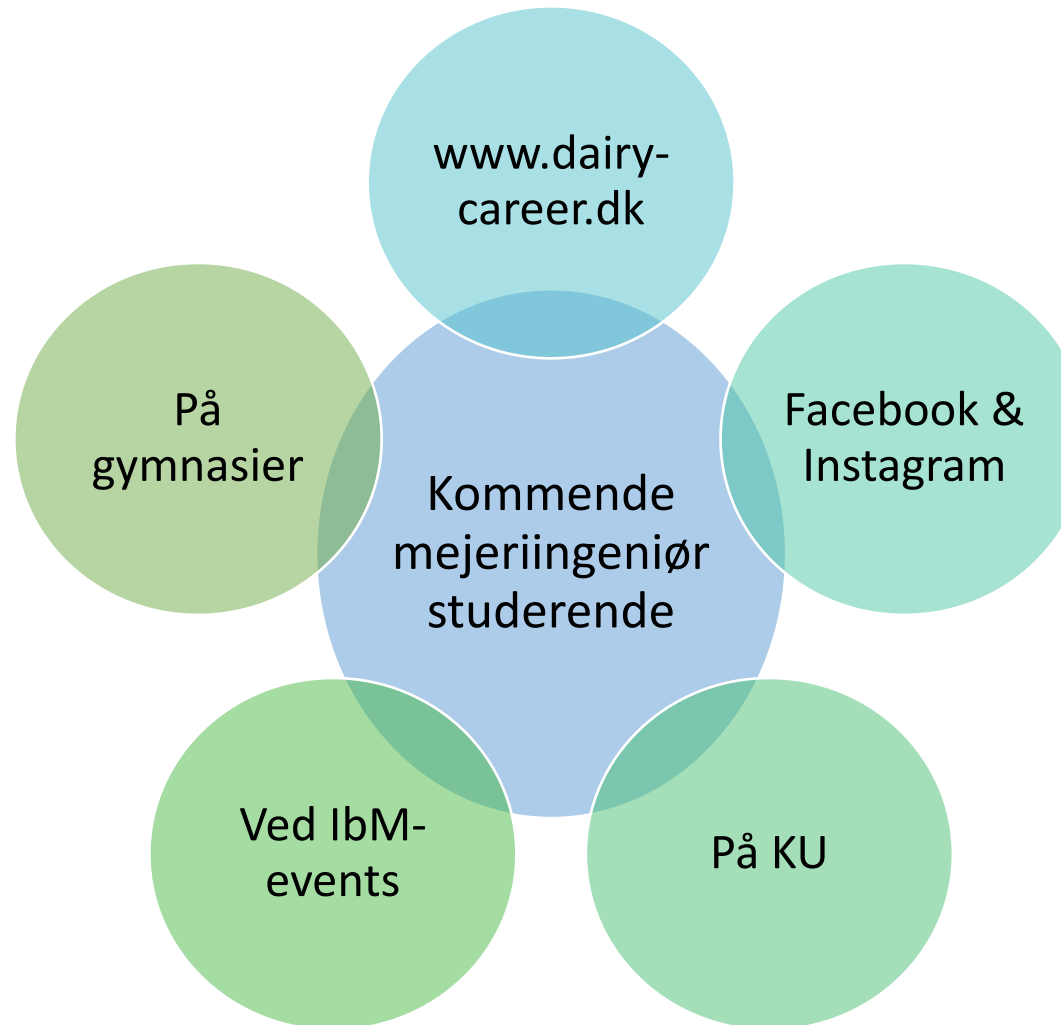 www.dairy-
career.dk
Facebook &
Instagram
På KU
Ved IbM-
events
På
gymnasier
Kommende
mejeriingeniør
studerende